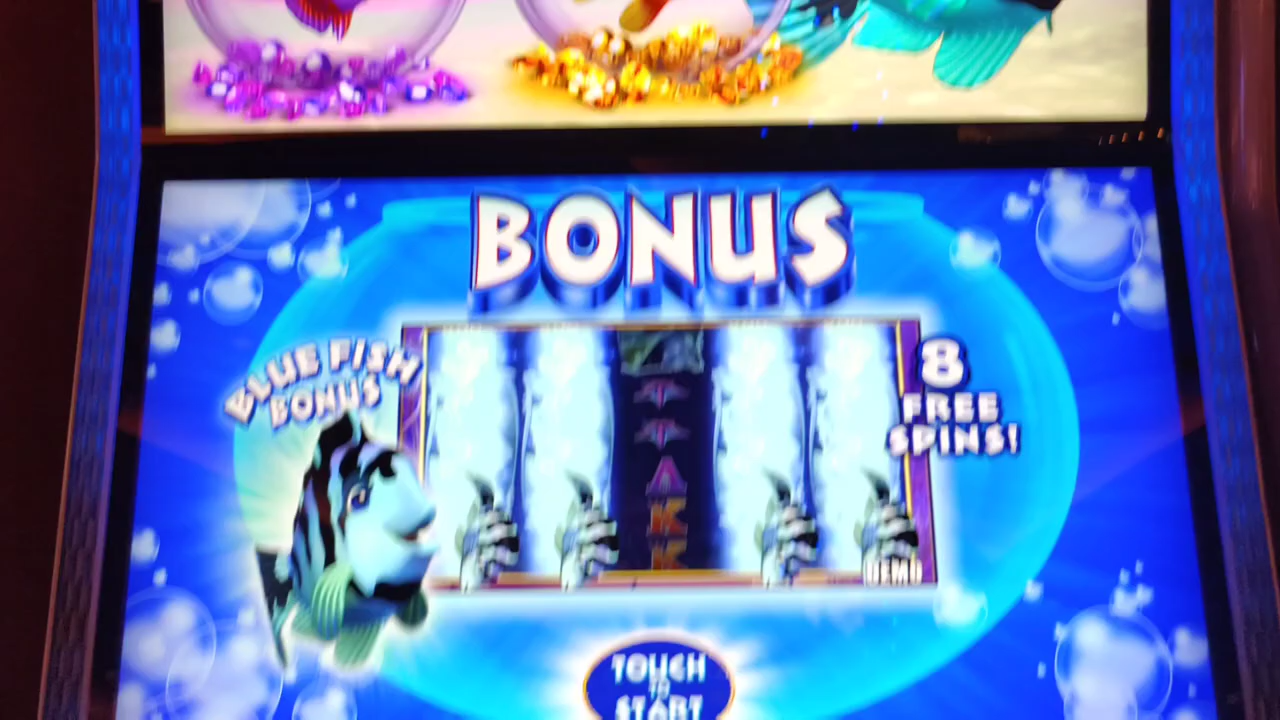 BONUS
BLUE FISH
BONUS
8
FREE
SPINS!
A
K
K
DEMO
TOUCH
TO
START